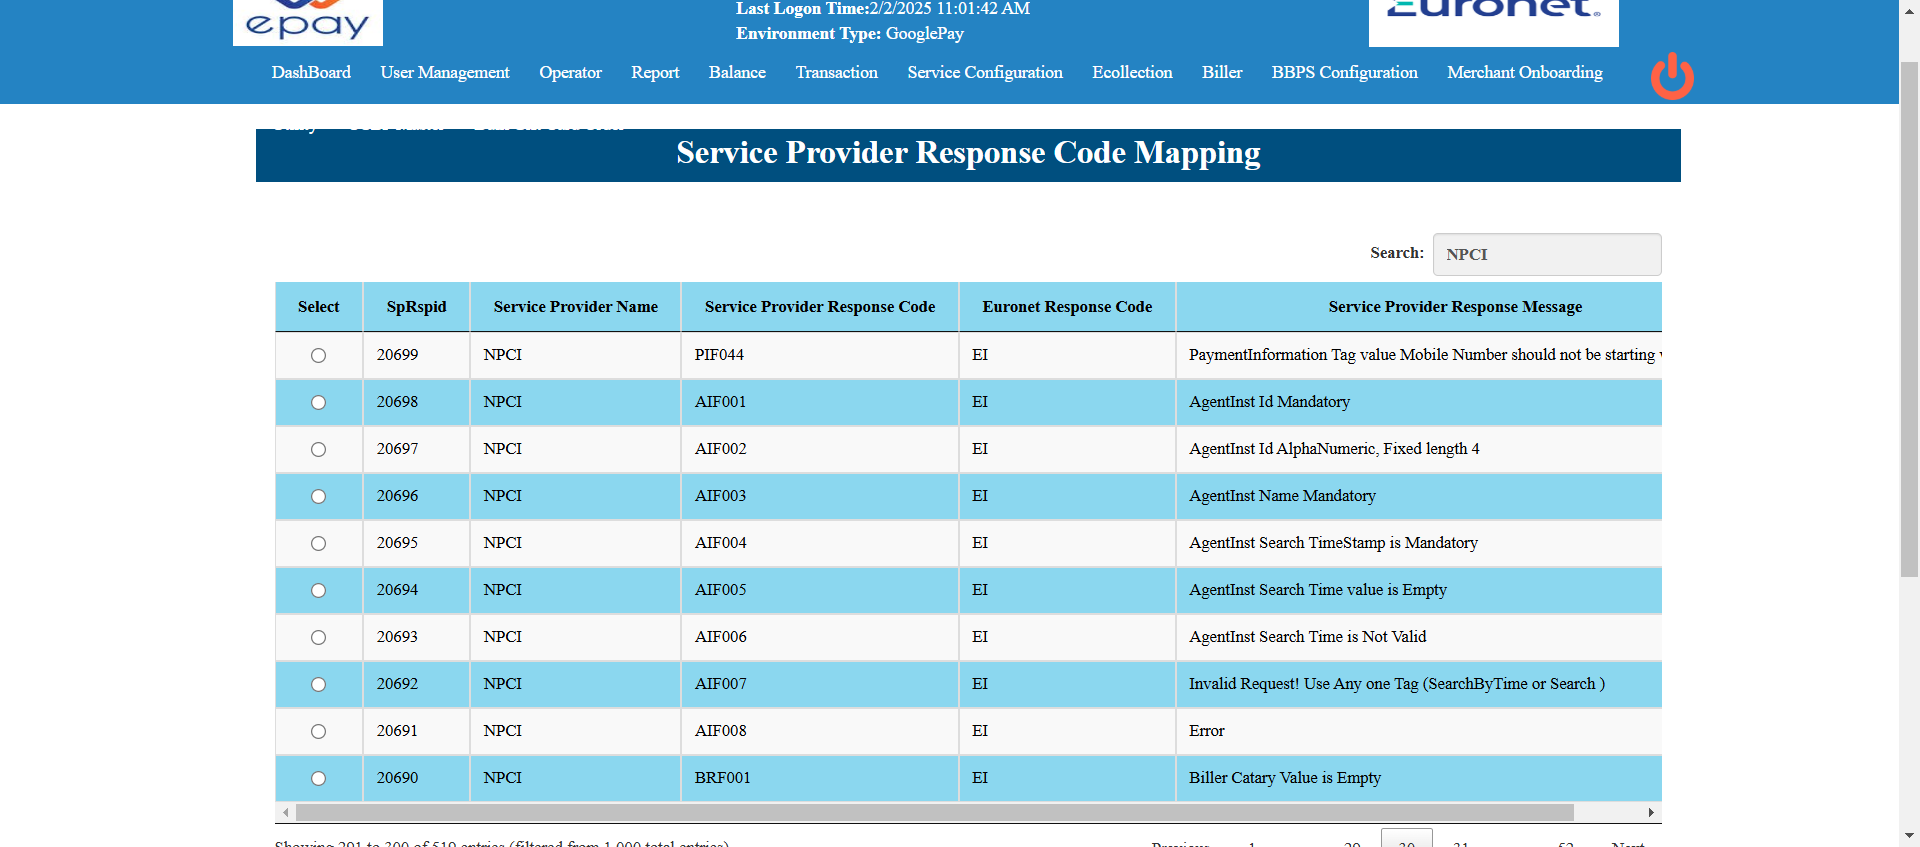 epay
Last Logon Time:2/2/2025 11:01:42 AM
Euronet
Environment Type: GooglePay
DashBoard User Management Operator Report Balance Transaction Service Configuration Ecollection Biller BBPS Configuration Merchant Onboarding
Service Provider Response Code Mapping
Search: NPCI
Select SpRspid Service Provider Name Service Provider Response Code Euronet Response Code Service Provider Response Message
20699 NPCI PIF044 EI PaymentInformation Tag value Mobile Number should not be starting
20698 NPCI AIF001 EI AgentInst Id Mandatory
20697 NPCI AIF002 EI AgentInst Id AlphaNumeric, Fixed length 4
20696 NPCI AIF003 EI AgentInst Name Mandatory
20695 NPCI AIF004 EI AgentInst Search TimeStamp is Mandatory
20694 NPCI AIF005 EI AgentInst Search Time value is Empty
20693 NPCI AIF006 EI AgentInst Search Time is Not Valid
20692 NPCI AIF007 EI Invalid Request! Use Any one Tag (SearchByTime or Search )
20691 NPCI AIF008 EI Error
20690 NPCI BRF001 EI Biller Catary Value is Empty
Showing 291 to 300 of 519 entries (filtered from 1,000 total entries)
Previous 1 29 30 31 52 Next